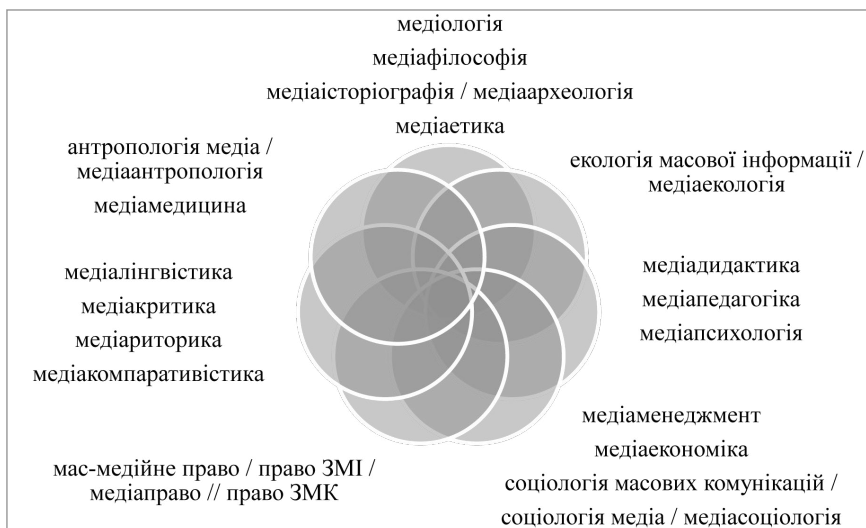 медіологія
медіафілософія
медіаісторіографія / медіаархеологія
медіаетика
екологія масової інформації /
медіаекологія
медіадидактика
медіапедагогіка
медіапсихологія
медіаменеджмент
медіаекономіка
соціологія масових комунікацій /
соціологія медіа / медіасоціологія
мас-медійне право / право ЗМІ /
медіаправо // право ЗМК
медіалінгвістика
медіакритика
медіариторика
медіакомпаративістика
антропологія медіа /
медіаантропологія
медіамедицина